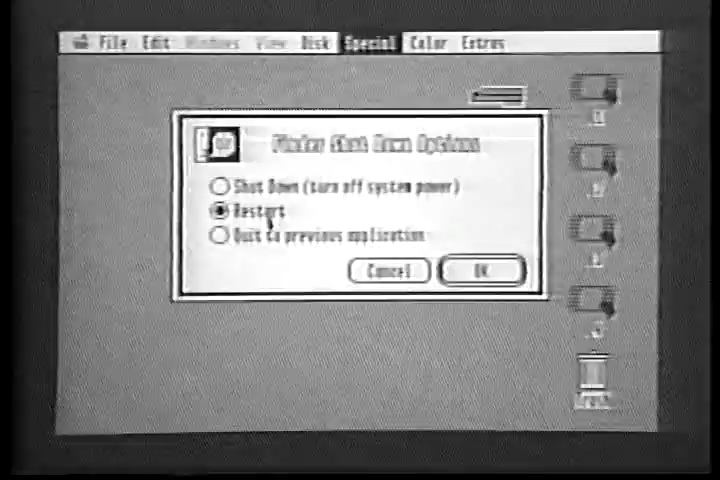 File Edit Windows View Disk Special Color Extras
Finder Shut Down Options
Shut Down (turn off system power)
Restart
Quit to previous application
Cancel OK
Trash